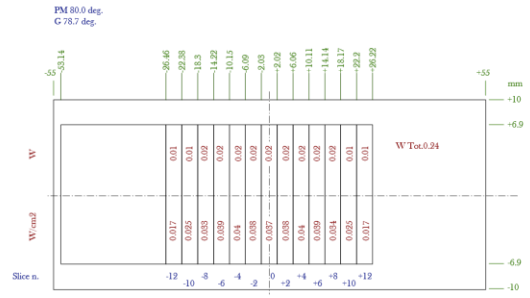 PM 80.0 deg.
G 78.7 deg.
-55 -53.14 -26.46 -22.38 -18.3 -14.22 -10.15 -6.09 -2.03 +2.02 +6.06 +10.11 +14.14 +18.17 +22.2 +26.22 +55
mm
+10
+6.9
W 0.01 0.01 0.02 0.02 0.02 0.02 0.02 0.02 0.02 0.02 0.02 0.01 0.01
W Tot.0.24
W/cm2 0.017 0.025 0.033 0.039 0.04 0.038 0.037 0.038 0.04 0.039 0.034 0.025 0.017
-6.9
Slice n. -12 -8 -4 0 +4 +8 +12
-10 -6 -2 +2 +6 +10
-10